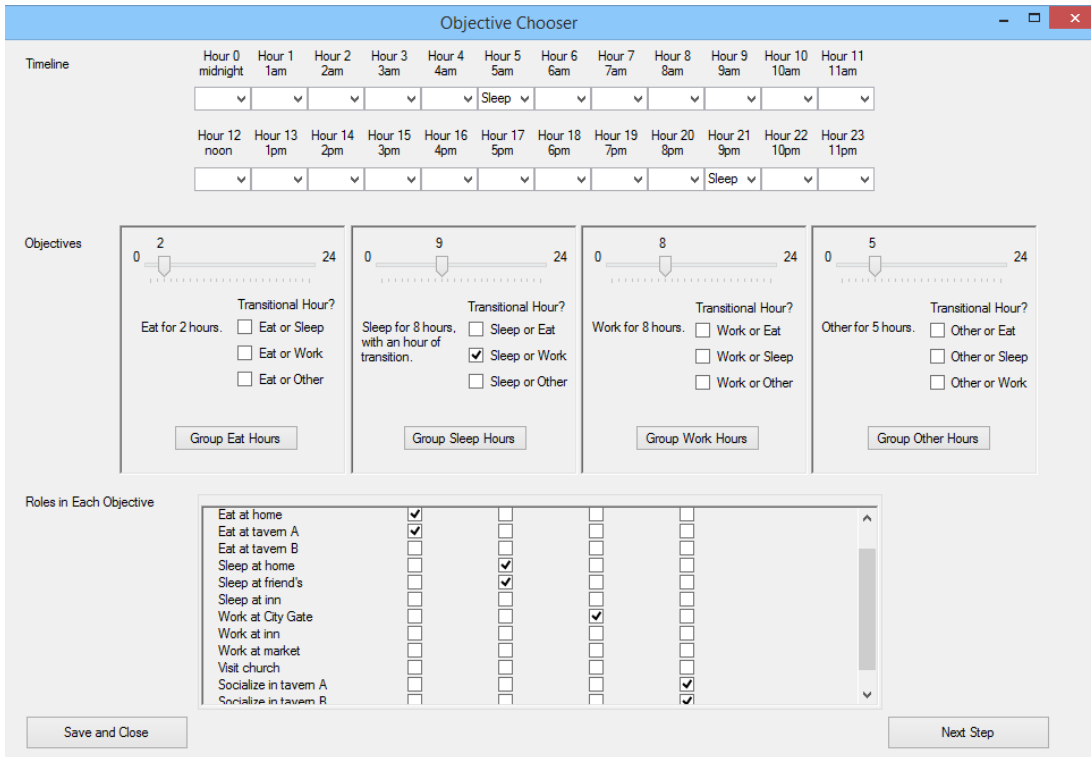 Objective Chooser
Timeline
Hour 0 Hour 1 Hour 2 Hour 3 Hour 4 Hour 5 Hour 6 Hour 7 Hour 8 Hour 9 Hour 10 Hour 11
midnight 1am 2am 3am 4am 5am 6am 7am 8am 9am 10am 11am
Sleep
Hour 12 Hour 13 Hour 14 Hour 15 Hour 16 Hour 17 Hour 18 Hour 19 Hour 20 Hour 21 Hour 22 Hour 23
noon 1pm 2pm 3pm 4pm 5pm 6pm 7pm 8pm 9pm 10pm 11pm
Sleep
Objectives
2
0 24
Transitional Hour?
Eat for 2 hours.
Eat or Sleep
Eat or Work
Eat or Other
Group Eat Hours
9
0 24
Transitional Hour?
Sleep for 8 hours,
with an hour of
transition.
Sleep or Eat
Sleep or Work
Sleep or Other
Group Sleep Hours
8
0 24
Transitional Hour?
Work for 8 hours.
Work or Eat
Work or Sleep
Work or Other
Group Work Hours
5
0 24
Transitional Hour?
Other for 5 hours.
Other or Eat
Other or Sleep
Other or Work
Group Other Hours
Roles in Each Objective
Eat at home
Eat at tavern A
Eat at tavern B
Sleep at home
Sleep at friend's
Sleep at inn
Work at City Gate
Work at inn
Work at market
Visit church
Socialize in tavern A
Socialize in tavern B
Save and Close
Next Step